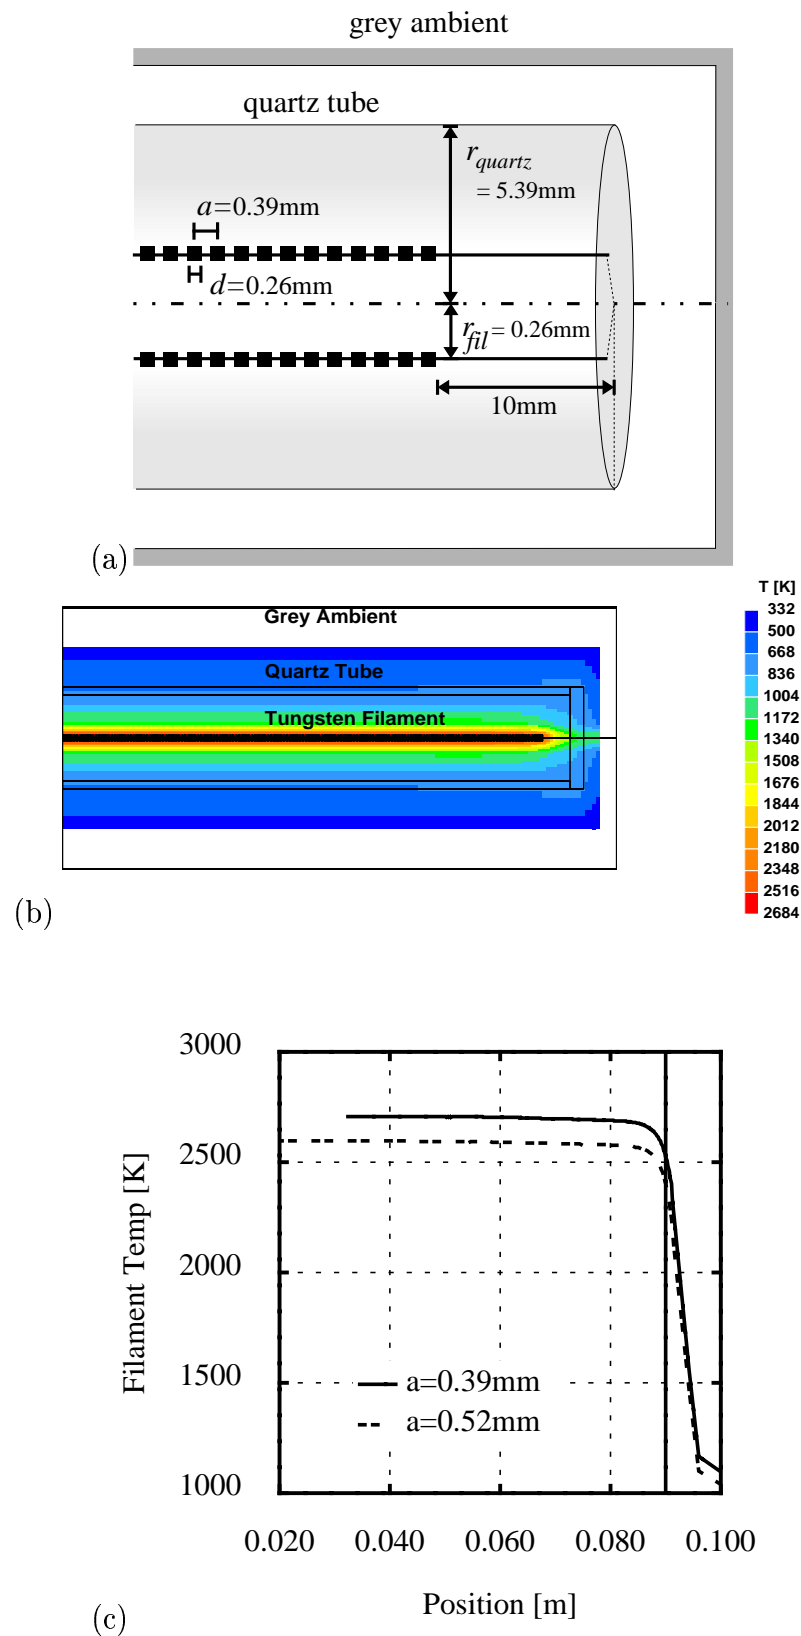 grey ambient
quartz tube
r quartz
= 5.39mm
a=0.39mm
d=0.26mm
r fil = 0.26mm
10mm
(a)
T [K]
332
500
668
836
1004
1172
1340
1508
1676
1844
2012
2180
2348
2516
2684
Grey Ambient
Quartz Tube
Tungsten Filament
(b)
3000
2500
2000
1500
1000
Filament Temp [K]
a=0.39mm
a=0.52mm
0.020 0.040 0.060 0.080 0.100
Position [m]
(c)